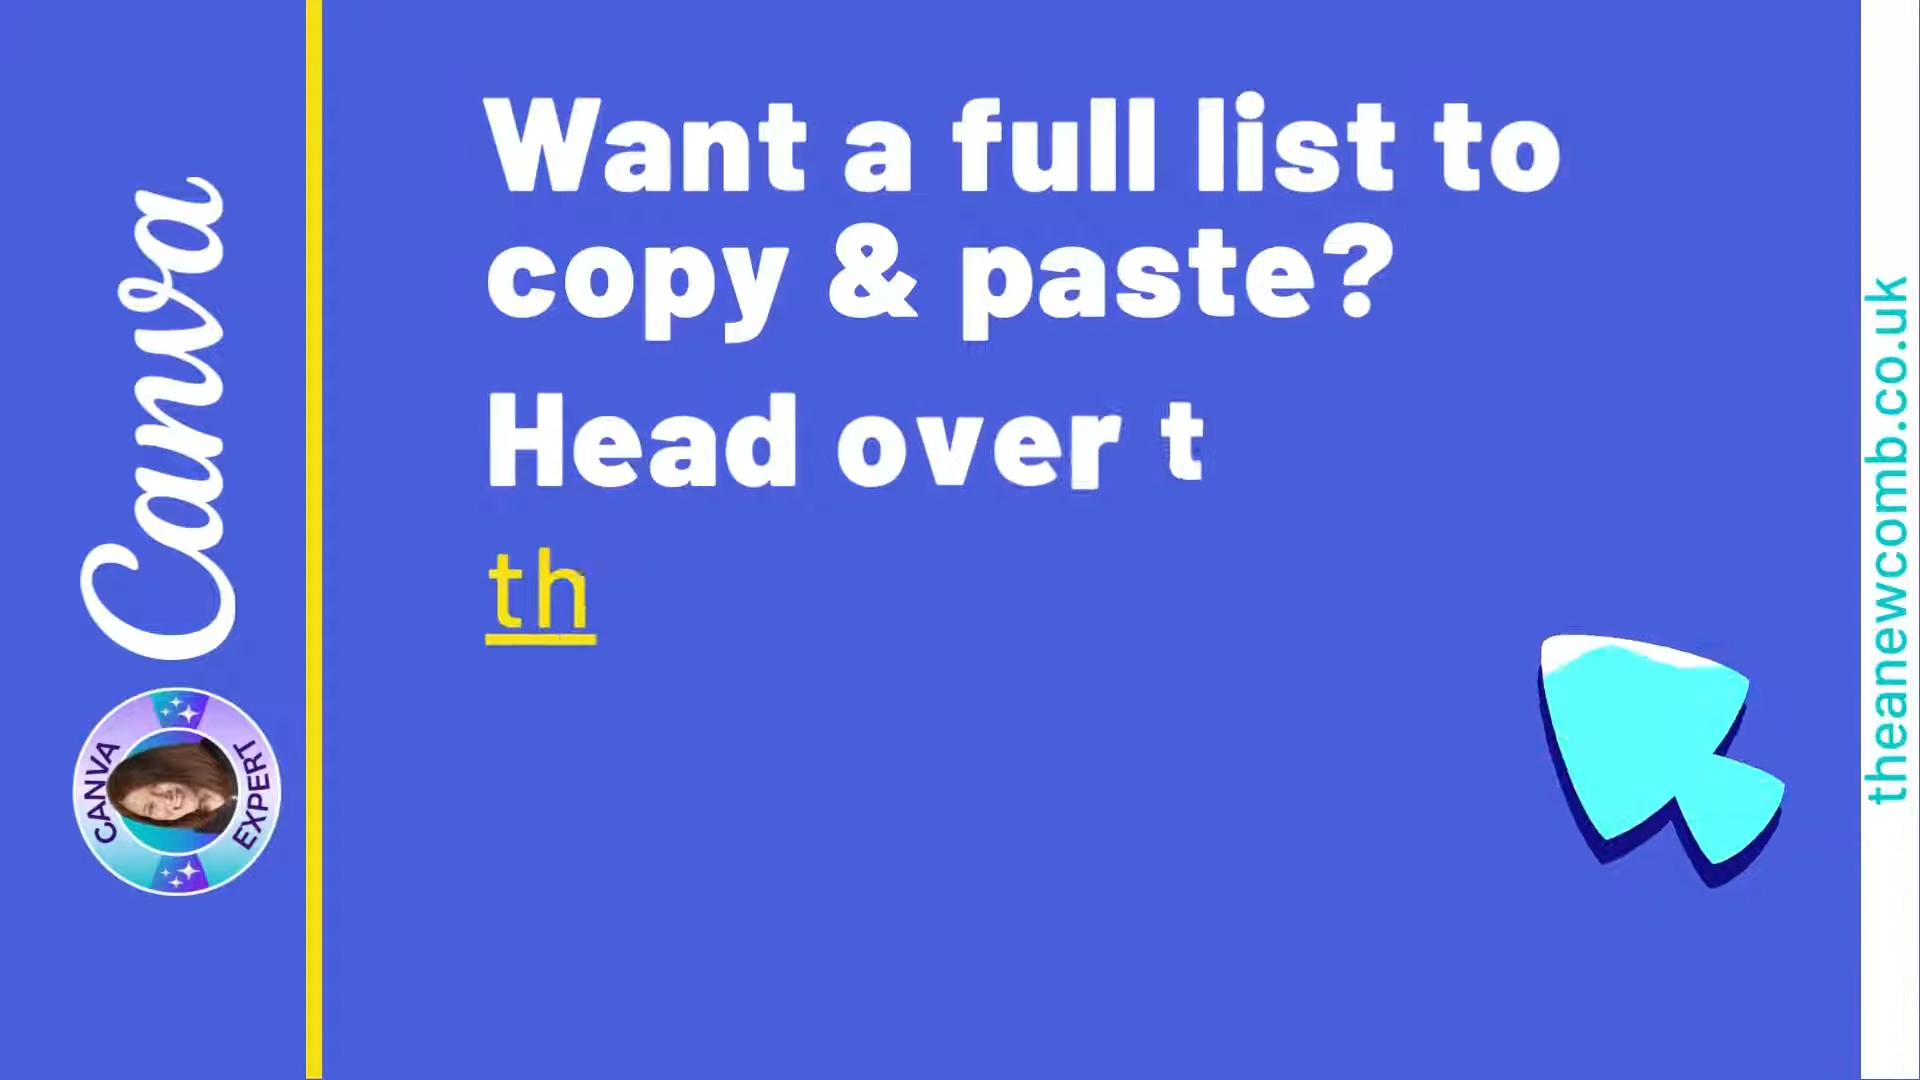 Want a full list to
copy & paste?
Head over t
th
Canva
CANVA
EXPERT
theanewcomb.co.uk